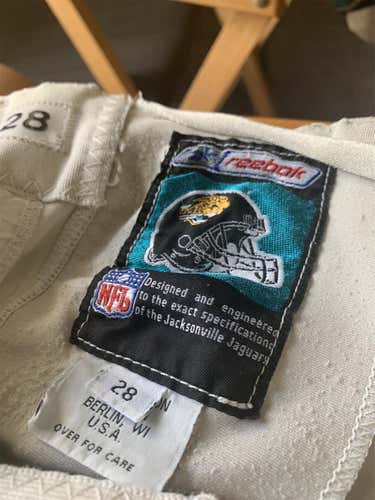 28
Reebok
Designed and engineered
to the exact specifications
of the Jacksonville Jaguars
NFL
28
BERLIN, WI
U.S.A.
OVER FOR CARE